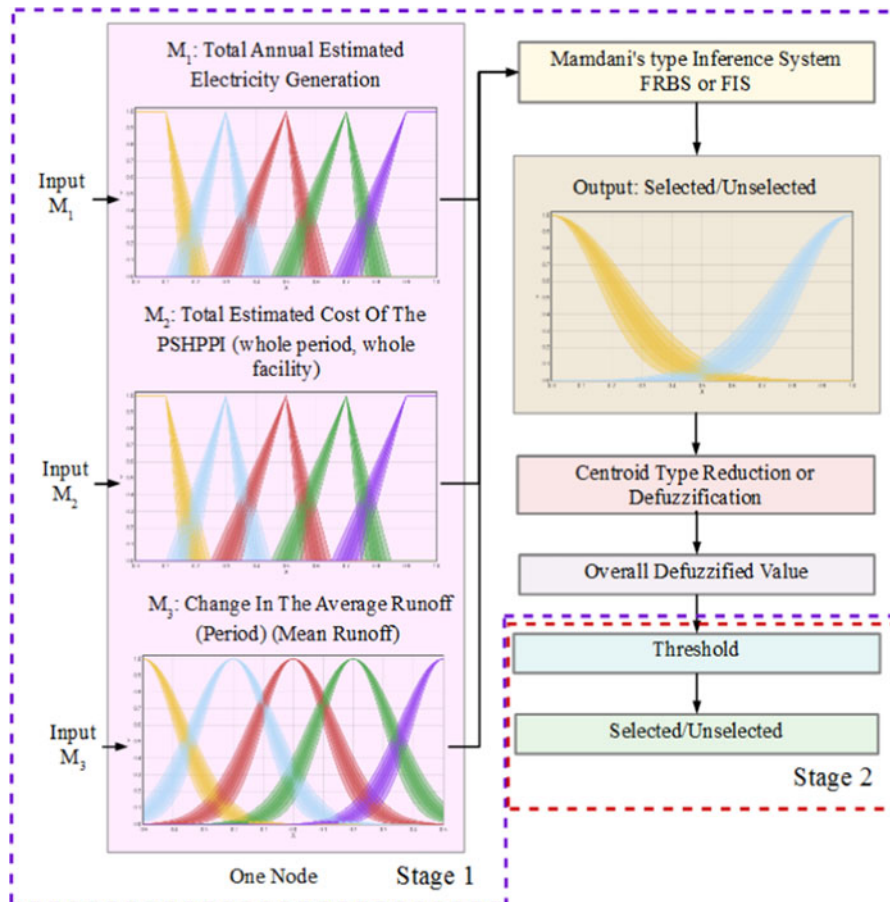 M1: Total Annual Estimated
Electricity Generation
Input
M1
M2: Total Estimated Cost Of The
PSHPPI (whole period, whole
facility)
Input
M2
M3: Change In The Average Runoff
(Period) (Mean Runoff)
Input
M3
One Node
Stage 1
Mamdani's type Inference System
FRBS or FIS
Output: Selected/Unselected
Centroid Type Reduction or
Defuzzification
Overall Defuzzified Value
Threshold
Selected/Unselected
Stage 2